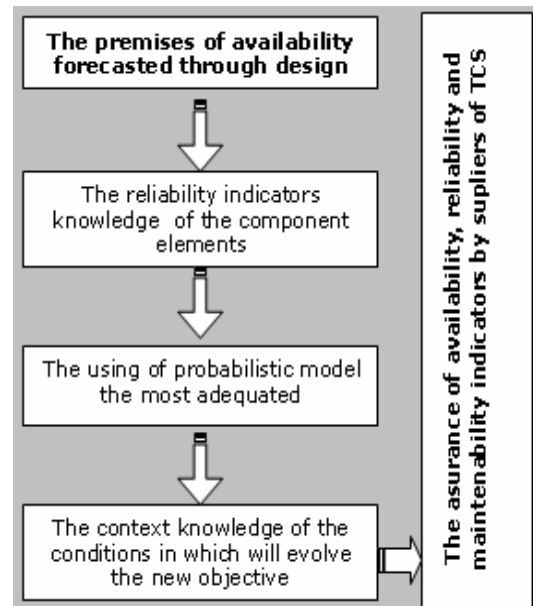 The premises of availability
forecasted through design
The reliability indicators
knowledge of the component
elements
The using of probabilistic model
the most adequated
The context knowledge of the
conditions in which will evolve
the new objective
The asurance of availability, reliability and
maintenability indicators by supliers of TCS